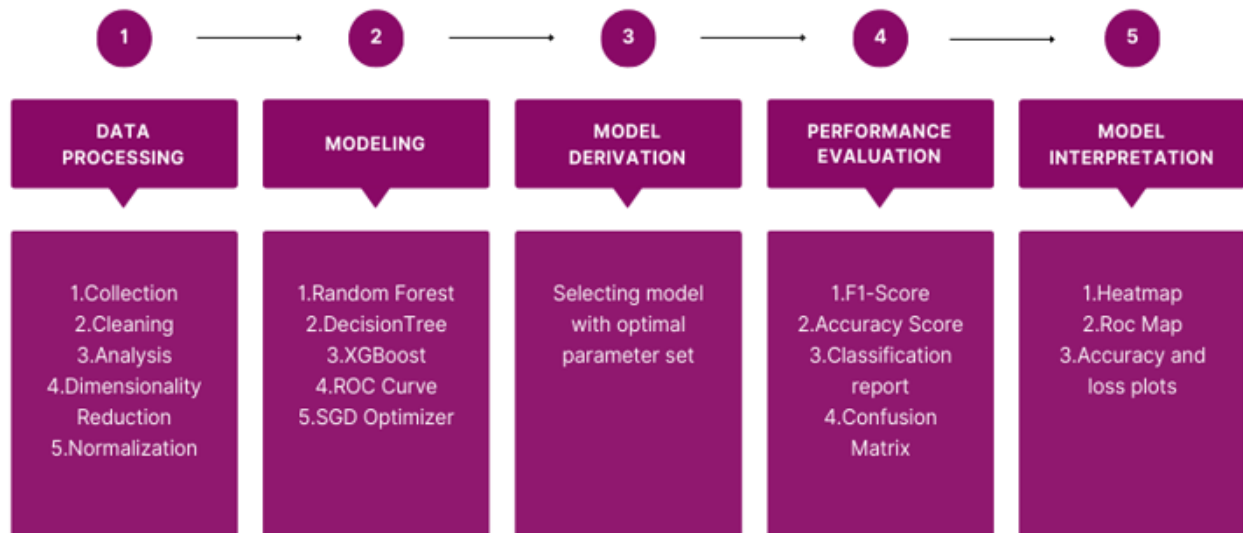 1
2
3
4
5
DATA
PROCESSING
MODELING
MODEL
DERIVATION
PERFORMANCE
EVALUATION
MODEL
INTERPRETATION
1.Collection
2.Cleaning
3.Analysis
4.Dimensionality
Reduction
5.Normalization
1.Random Forest
2.DecisionTree
3.XGBoost
4.ROC Curve
5.SGD Optimizer
Selecting model
with optimal
parameter set
1.F1-Score
2.Accuracy Score
3.Classification
report
4.Confusion
Matrix
1.Heatmap
2.Roc Map
3.Accuracy and
loss plots